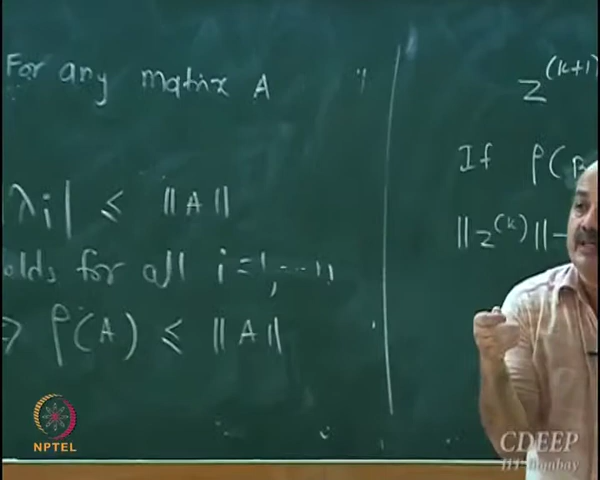 For any matrix A
|λi| ≤ ||A||
olds for all i=1,---n
⇒ ρ(A) ≤ ||A||
z^(k+1)
If ρ(B
||z^(k)|| →
NPTEL
CDEEP
IIT Bombay